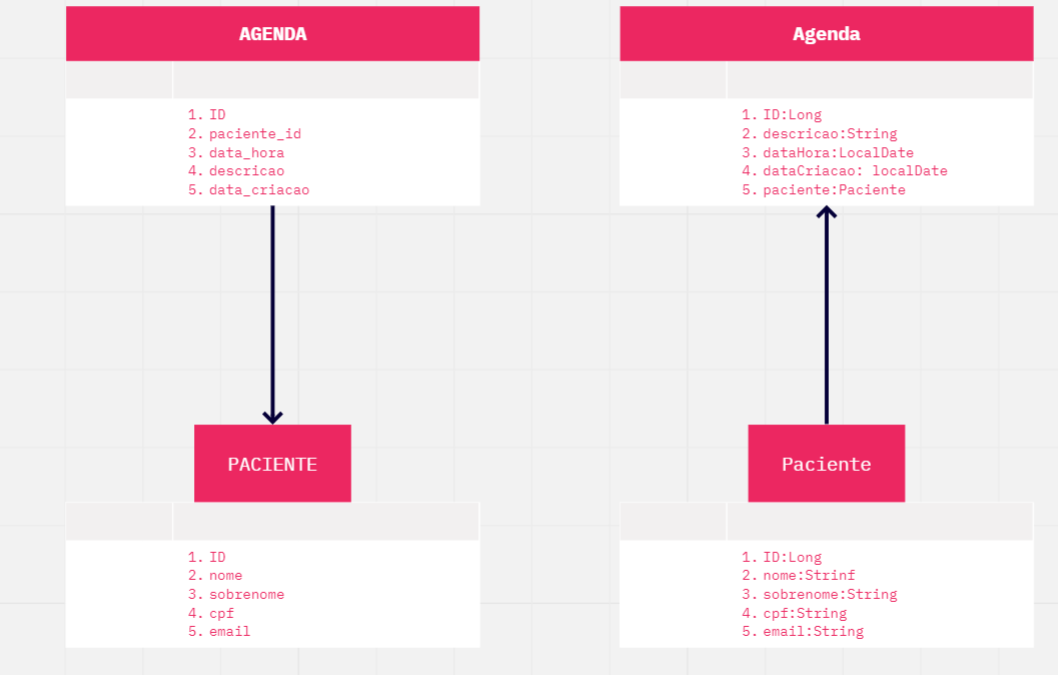 AGENDA
1. ID
2. paciente_id
3. data_hora
4. descricao
5. data_criacao
PACIENTE
1. ID
2. nome
3. sobrenome
4. cpf
5. email
Agenda
1. ID:Long
2. descricao:String
3. dataHora:LocalDate
4. dataCriacao: localDate
5. paciente:Paciente
Paciente
1. ID:Long
2. nome:Strinf
3. sobrenome:String
4. cpf:String
5. email:String